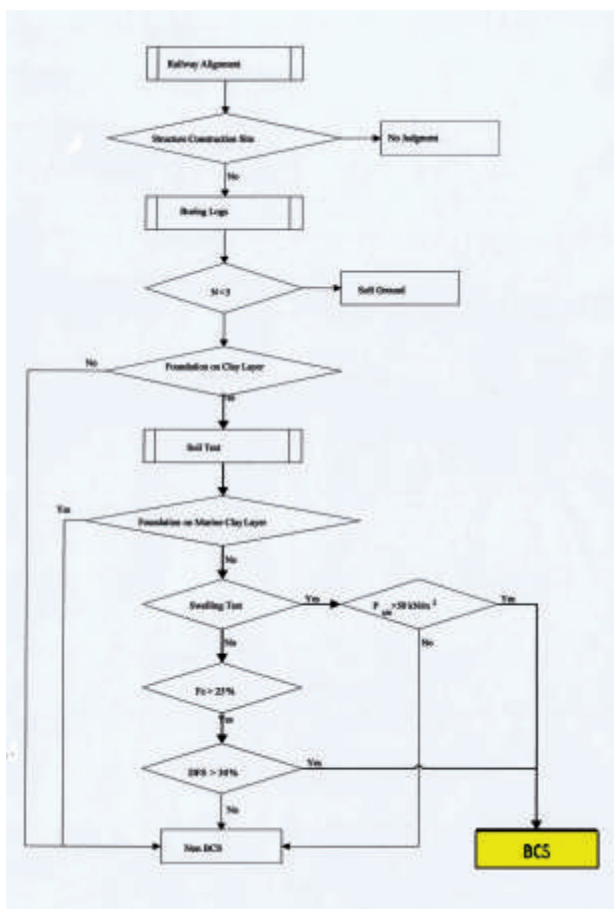 Railway Alignment
Structure Construction Site
No Judgment
No
Boring Logs
N<5
Soft Ground
No
Foundation on Clay Layer
Yes
Soil Test
Yes
Foundation on Marine Clay Layer
No
Swelling Test
Yes
Yes
No
No
Fc > 25%
Yes
DFS > 30%
Yes
No
Non BCS
BCS